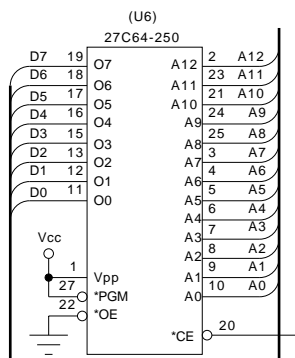 (U6)
27C64-250
D7 19 O7 A12 2 A12
D6 18 O6 A11 23 A11
D5 17 O5 A10 21 A10
D4 16 O4 A9 24 A9
D3 15 O3 A8 25 A8
D2 13 O2 A7 3 A7
D1 12 O1 A6 4 A6
D0 11 O0 A5 5 A5
A4 6 A4
A3 7 A3
Vcc A2 8 A2
1 Vpp A1 9 A1
27 *PGM A0 10 A0
22 *OE
*CE 20